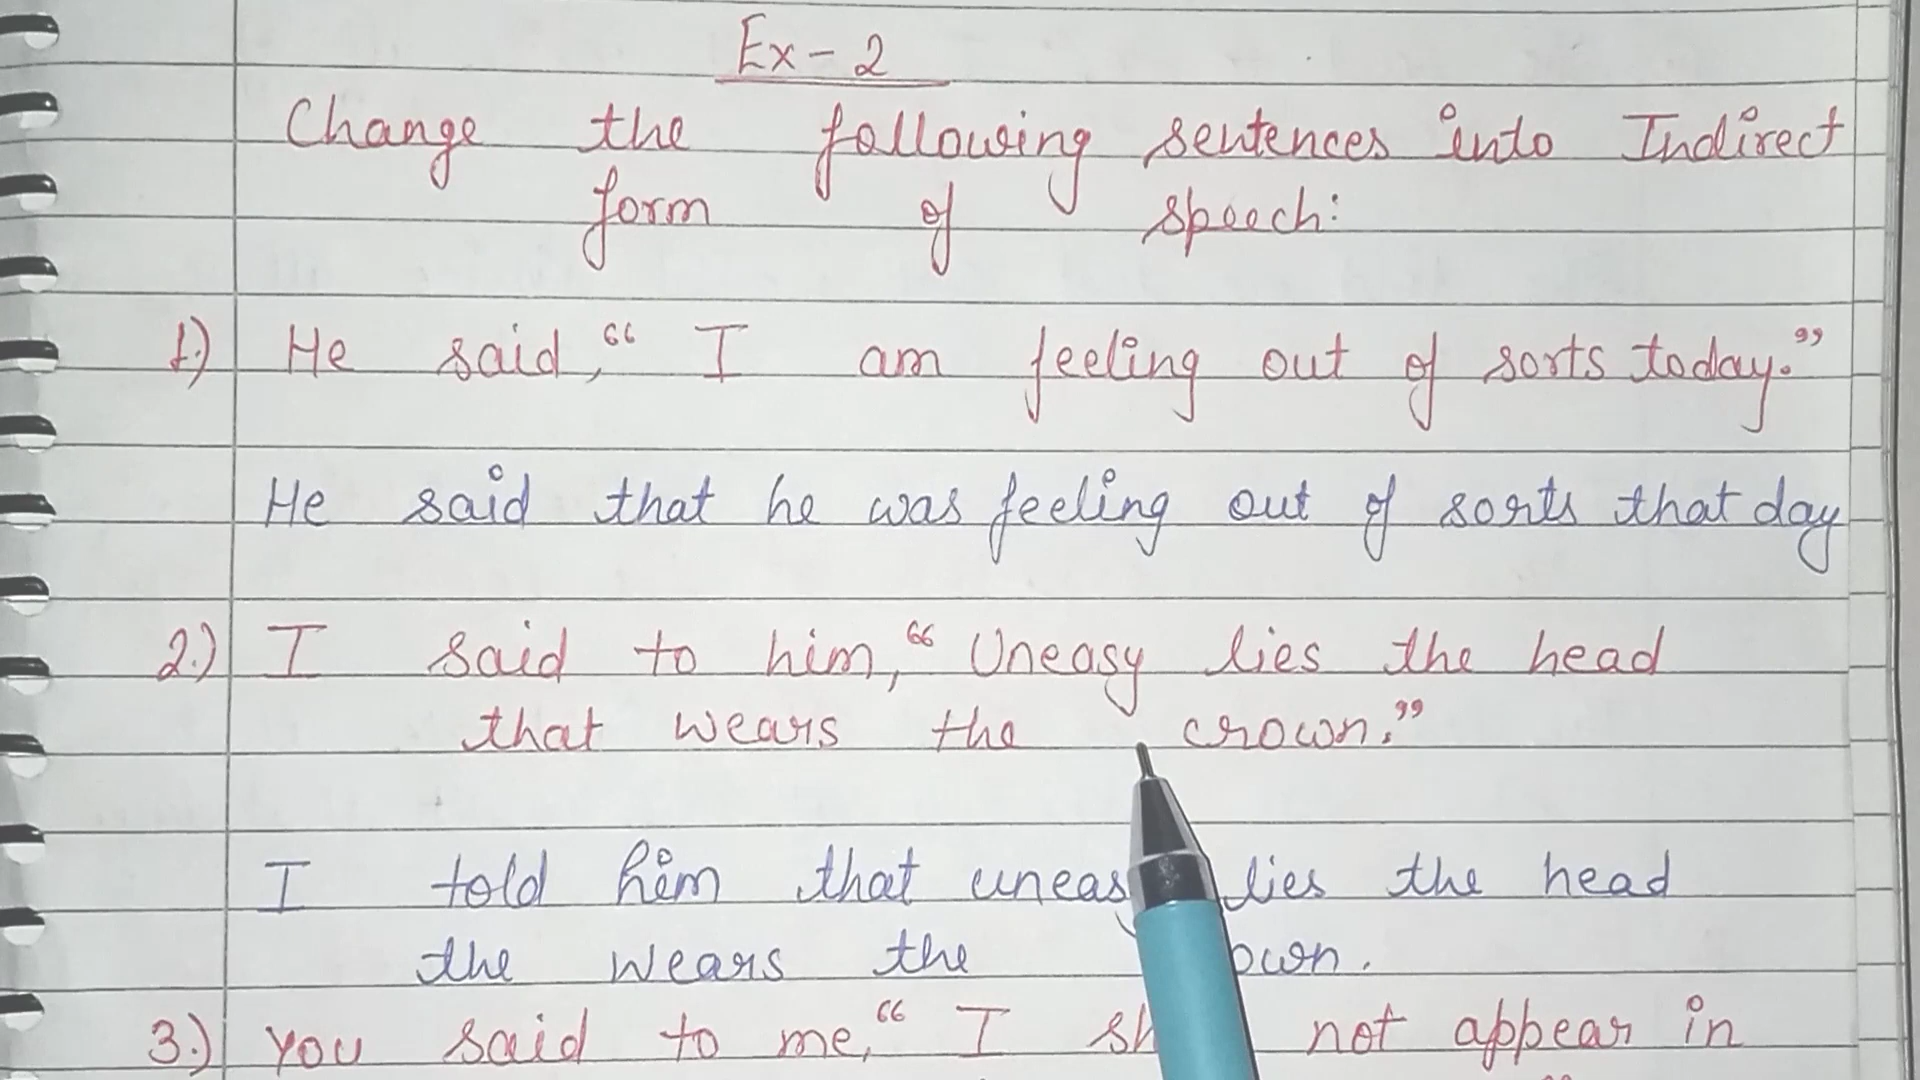 Ex - 2
Change the following sentences into Indirect
form of speech:
1.) He said, "I am feeling out of sorts today."
He said that he was feeling out of sorts that day
2.) I said to him, "Uneasy lies the head
that wears the crown."
I told him that lies the head
the wears the
3.) You said to me, "I not appear in